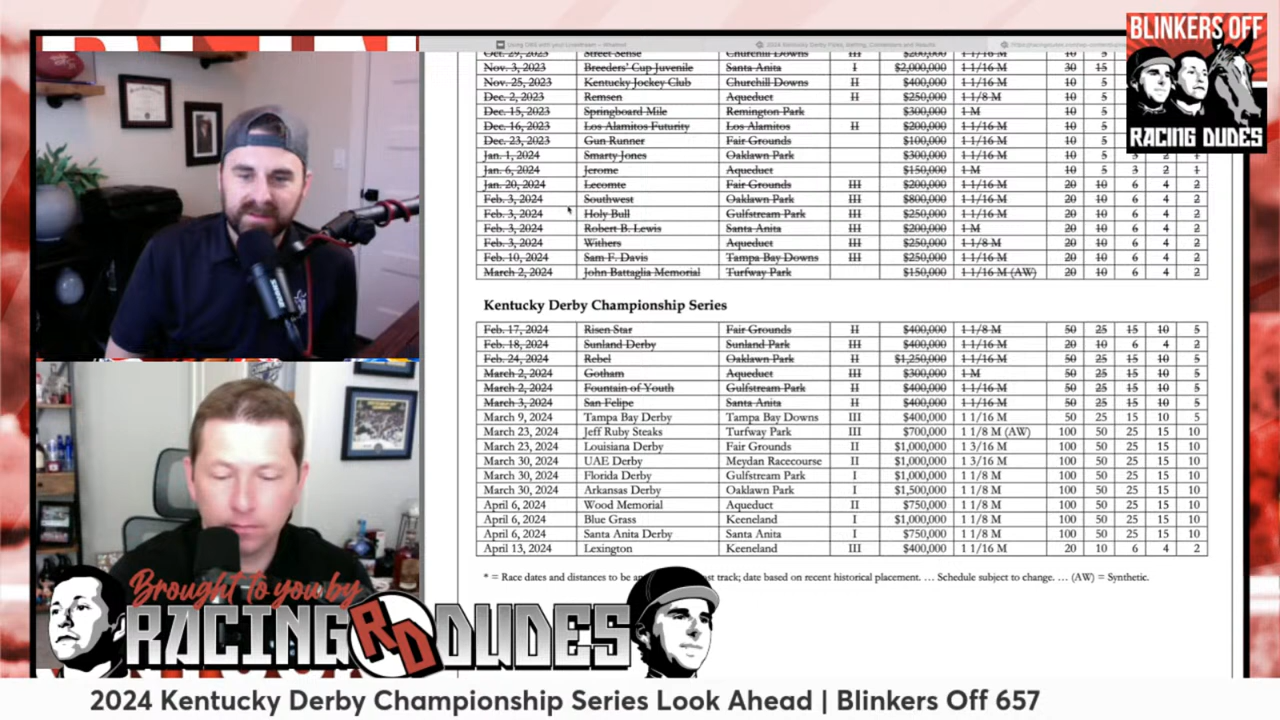 BLINKERS OFF
RACING DUDES
Oct. 29, 2023 Street Sense Churchill Downs III $200,000 1 1/16 M 10 5
Nov. 3, 2023 Breeders' Cup Juvenile Santa Anita I $2,000,000 1 1/16 M 30 15
Nov. 25, 2023 Kentucky Jockey Club Churchill Downs II $400,000 1 1/16 M 10 5
Dec. 2, 2023 Remsen Aqueduct II $250,000 1 1/8 M 10 5
Dec. 15, 2023 Springboard Mile Remington Park $300,000 1 M 10 5
Dec. 16, 2023 Los Alamitos Futurity Los Alamitos II $200,000 1 1/16 M 10 5
Dec. 23, 2023 Gun Runner Fair Grounds $100,000 1 1/16 M 10 5
Jan. 1, 2024 Smarty Jones Oaklawn Park $300,000 1 1/16 M 10 5 3 2 1
Jan. 6, 2024 Jerome Aqueduct $150,000 1 M 10 5 3 2 1
Jan. 20, 2024 Lecomte Fair Grounds III $200,000 1 1/16 M 20 10 6 4 2
Feb. 3, 2024 Southwest Oaklawn Park III $800,000 1 1/16 M 20 10 6 4 2
Feb. 3, 2024 Holy Bull Gulfstream Park III $250,000 1 1/16 M 20 10 6 4 2
Feb. 3, 2024 Robert B. Lewis Santa Anita III $200,000 1 M 20 10 6 4 2
Feb. 3, 2024 Withers Aqueduct III $250,000 1 1/8 M 20 10 6 4 2
Feb. 10, 2024 Sam F. Davis Tampa Bay Downs III $250,000 1 1/16 M 20 10 6 4 2
March 2, 2024 John Battaglia Memorial Turfway Park $150,000 1 1/16 M (AW) 20 10 6 4 2
Kentucky Derby Championship Series
Feb. 17, 2024 Risen Star Fair Grounds II $400,000 1 1/8 M 50 25 15 10 5
Feb. 18, 2024 Sunland Derby Sunland Park III $400,000 1 1/16 M 20 10 6 4 2
Feb. 24, 2024 Rebel Oaklawn Park II $1,250,000 1 1/16 M 50 25 15 10 5
March 2, 2024 Gotham Aqueduct III $300,000 1 M 50 25 15 10 5
March 2, 2024 Fountain of Youth Gulfstream Park II $400,000 1 1/16 M 50 25 15 10 5
March 3, 2024 San Felipe Santa Anita II $400,000 1 1/16 M 50 25 15 10 5
March 9, 2024 Tampa Bay Derby Tampa Bay Downs III $400,000 1 1/16 M 50 25 15 10 5
March 23, 2024 Jeff Ruby Steaks Turfway Park III $700,000 1 1/8 M (AW) 100 50 25 15 10
March 23, 2024 Louisiana Derby Fair Grounds II $1,000,000 1 3/16 M 100 50 25 15 10
March 30, 2024 UAE Derby Meydan Racecourse II $1,000,000 1 3/16 M 100 50 25 15 10
March 30, 2024 Florida Derby Gulfstream Park I $1,000,000 1 1/8 M 100 50 25 15 10
March 30, 2024 Arkansas Derby Oaklawn Park I $1,500,000 1 1/8 M 100 50 25 15 10
April 6, 2024 Wood Memorial Aqueduct II $750,000 1 1/8 M 100 50 25 15 10
April 6, 2024 Blue Grass Keeneland I $1,000,000 1 1/8 M 100 50 25 15 10
April 6, 2024 Santa Anita Derby Santa Anita I $750,000 1 1/8 M 100 50 25 15 10
April 13, 2024 Lexington Keeneland III $400,000 1 1/16 M 20 10 6 4 2
* = Race dates and distances to be track; date based on recent historical placement. … Schedule subject to change. … (AW) = Synthetic.
Brought to you by
RACING RD DUDES
2024 Kentucky Derby Championship Series Look Ahead | Blinkers Off 657